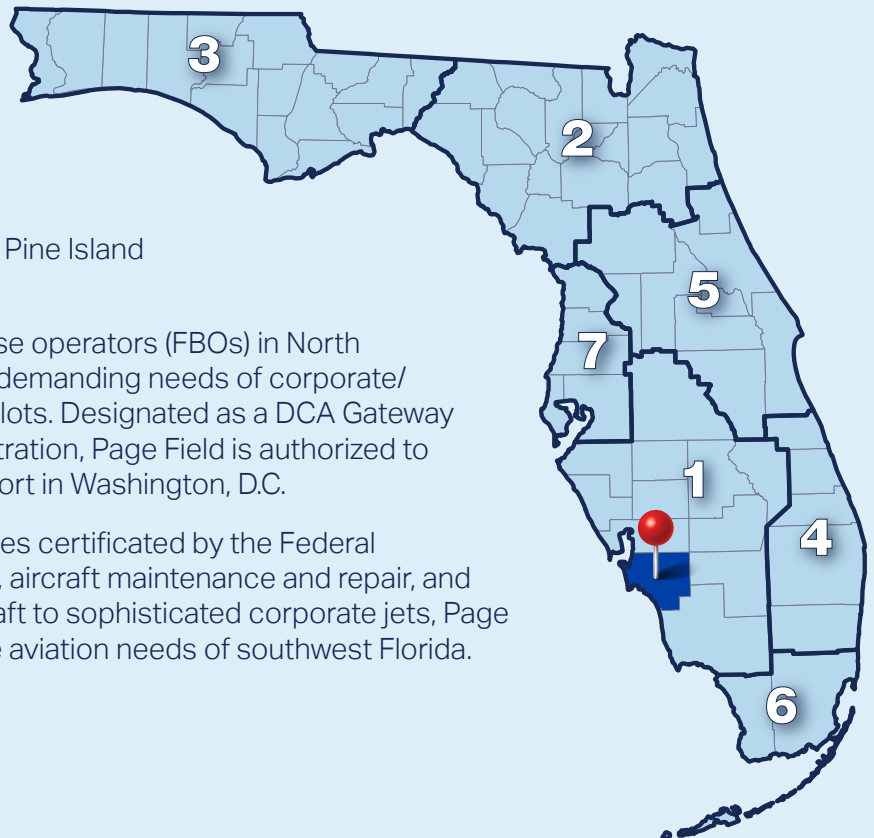 3
2
Pine Island
5
se operators (FBOs) in North
7
demanding needs of corporate/
lots. Designated as a DCA Gateway
tration, Page Field is authorized to
1
ort in Washington, D.C.
4
es certificated by the Federal
, aircraft maintenance and repair, and
aft to sophisticated corporate jets, Page
e aviation needs of southwest Florida.
6